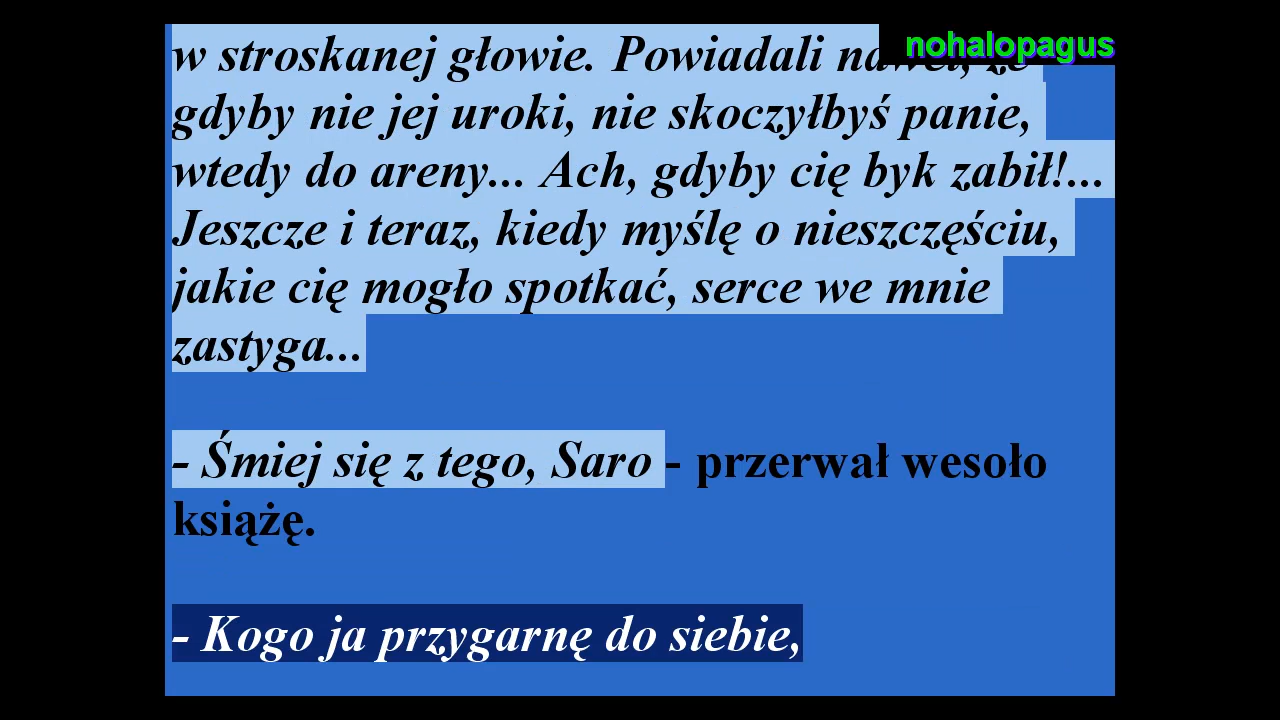 nohalopagus
w stroskanej głowie. Powiadali nawet, że
gdyby nie jej uroki, nie skoczyłbyś panie,
wtedy do areny... Ach, gdyby cię byk zabił!...
Jeszcze i teraz, kiedy myślę o nieszczęściu,
jakie cię mogło spotkać, serce we mnie
zastyga...
- Śmiej się z tego, Saro - przerwał wesoło
książę.
- Kogo ja przygarnę do siebie,